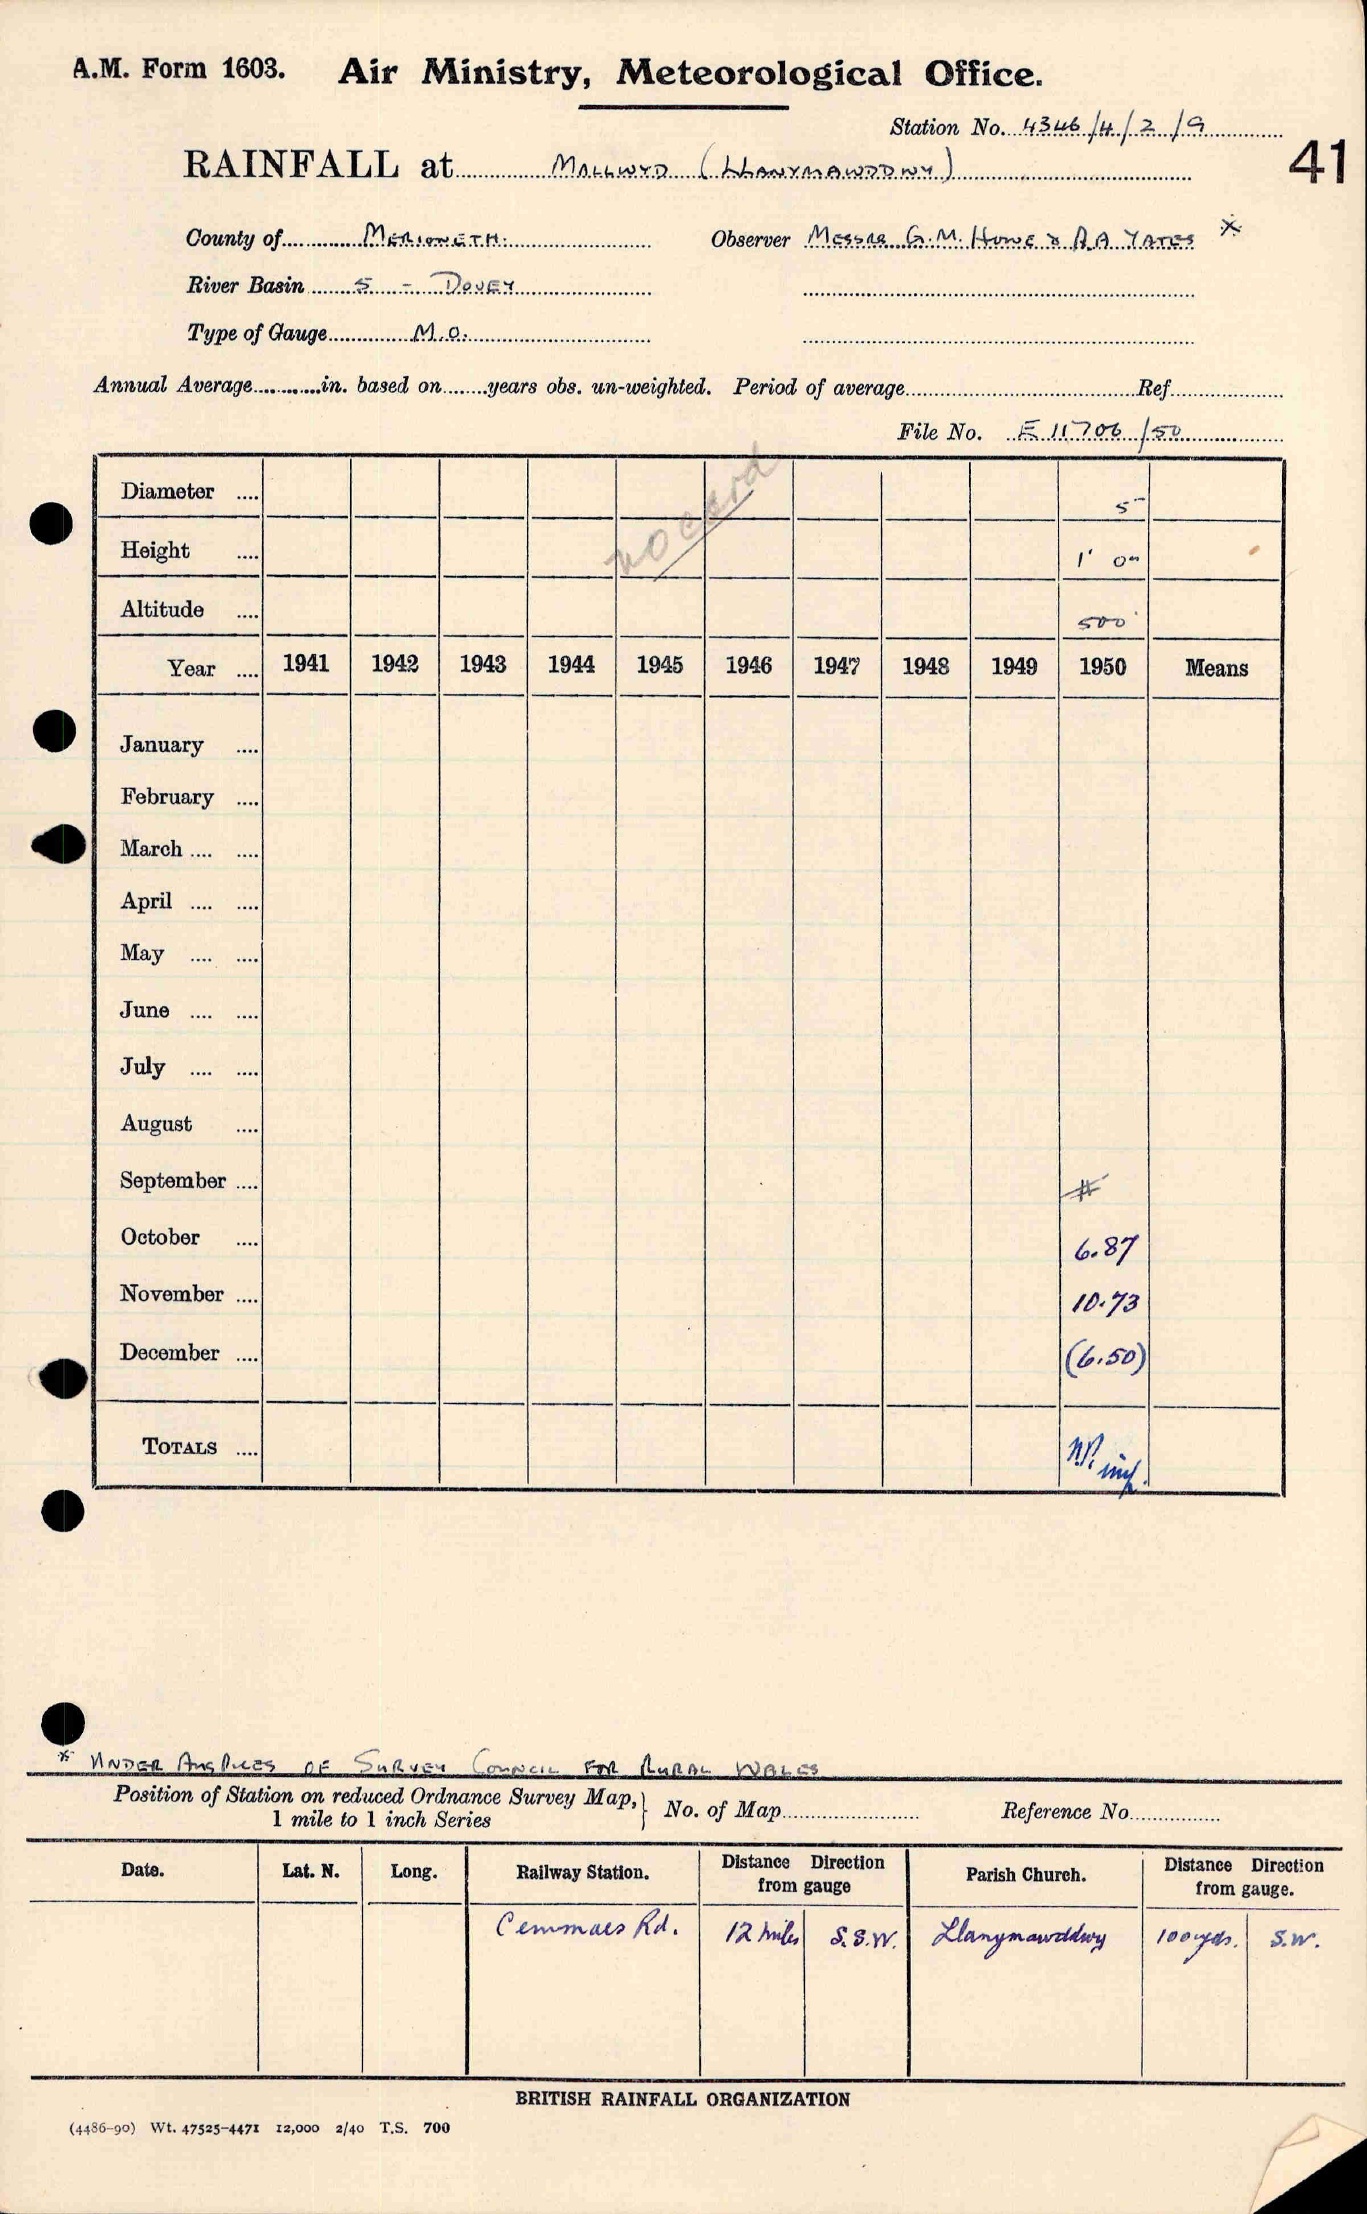 A.M. Form 1603. Air Ministry, Meteorological Office.
Station No. 4346/4/2/9
41
RAINFALL at MALLWYD (LLANYMAWDDWY)
County of MERIONETH. Observer MESSRS G.M. HOWE & A.A YATES *
River Basin 5 - DOVEY
Type of Gauge M.O.
Annual Average in. based on years obs. un-weighted. Period of average Ref
File No. E 11706/50
no card
Diameter .... 5"
Height .... 1' 0"
Altitude .... 500'
Year .... 1941 1942 1943 1944 1945 1946 1947 1948 1949 1950 Means
January ....
February ....
March .... ....
April .... ....
May .... ....
June .... ....
July .... ....
August ....
September .... #
October .... 6.87
November .... 10.73
December .... (6.50)
TOTALS ....
* UNDER AUSPICES OF SURVEY COUNCIL FOR RURAL WALES
Position of Station on reduced Ordnance Survey Map, } No. of Map Reference No.
1 mile to 1 inch Series
Date. Lat. N. Long. Railway Station. Distance Direction from gauge Parish Church. Distance Direction from gauge.
Cemmaes Rd. 12 miles S.S.W. Llanymawddwy 100 yds. S.W.
BRITISH RAINFALL ORGANIZATION
(4486-90) Wt. 47525-4471 12,000 2/40 T.S. 700